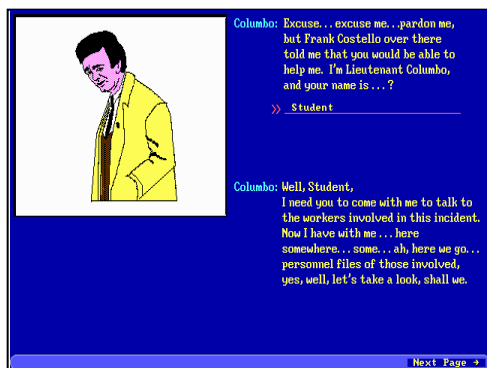 Columbo: Excuse...excuse me...pardon me,
but Frank Costello over there
told me that you would be able to
help me. I'm Lieutenant Columbo,
and your name is ...?
>> Student
Columbo: Well, Student,
I need you to come with me to talk to
the workers involved in this incident.
Now I have with me ... here
somewhere...some...ah, here we go...
personnel files of those involved,
yes, well, let's take a look, shall we.
Next Page →